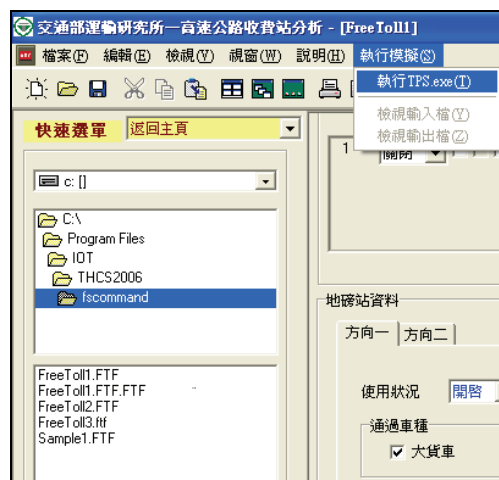 交通部運輸研究所—高速公路收費站分析 - [FreeToll1]
檔案(F) 編輯(E) 檢視(V) 視窗(W) 說明(H) 執行模擬(S)
執行TPS.exe(T)
檢視輸入檔(Y)
檢視輸出檔(Z)
快速選單 返回主頁
1 關閉
c: []
C:\
Program Files
IOT
THCS2006
fscommand
地磅站資料
方向一 方向二
FreeToll1.FTF
FreeToll1.FTF.FTF
FreeToll2.FTF
FreeToll3.ftf
Sample1.FTF
使用狀況 開啓
通過車種
大貨車